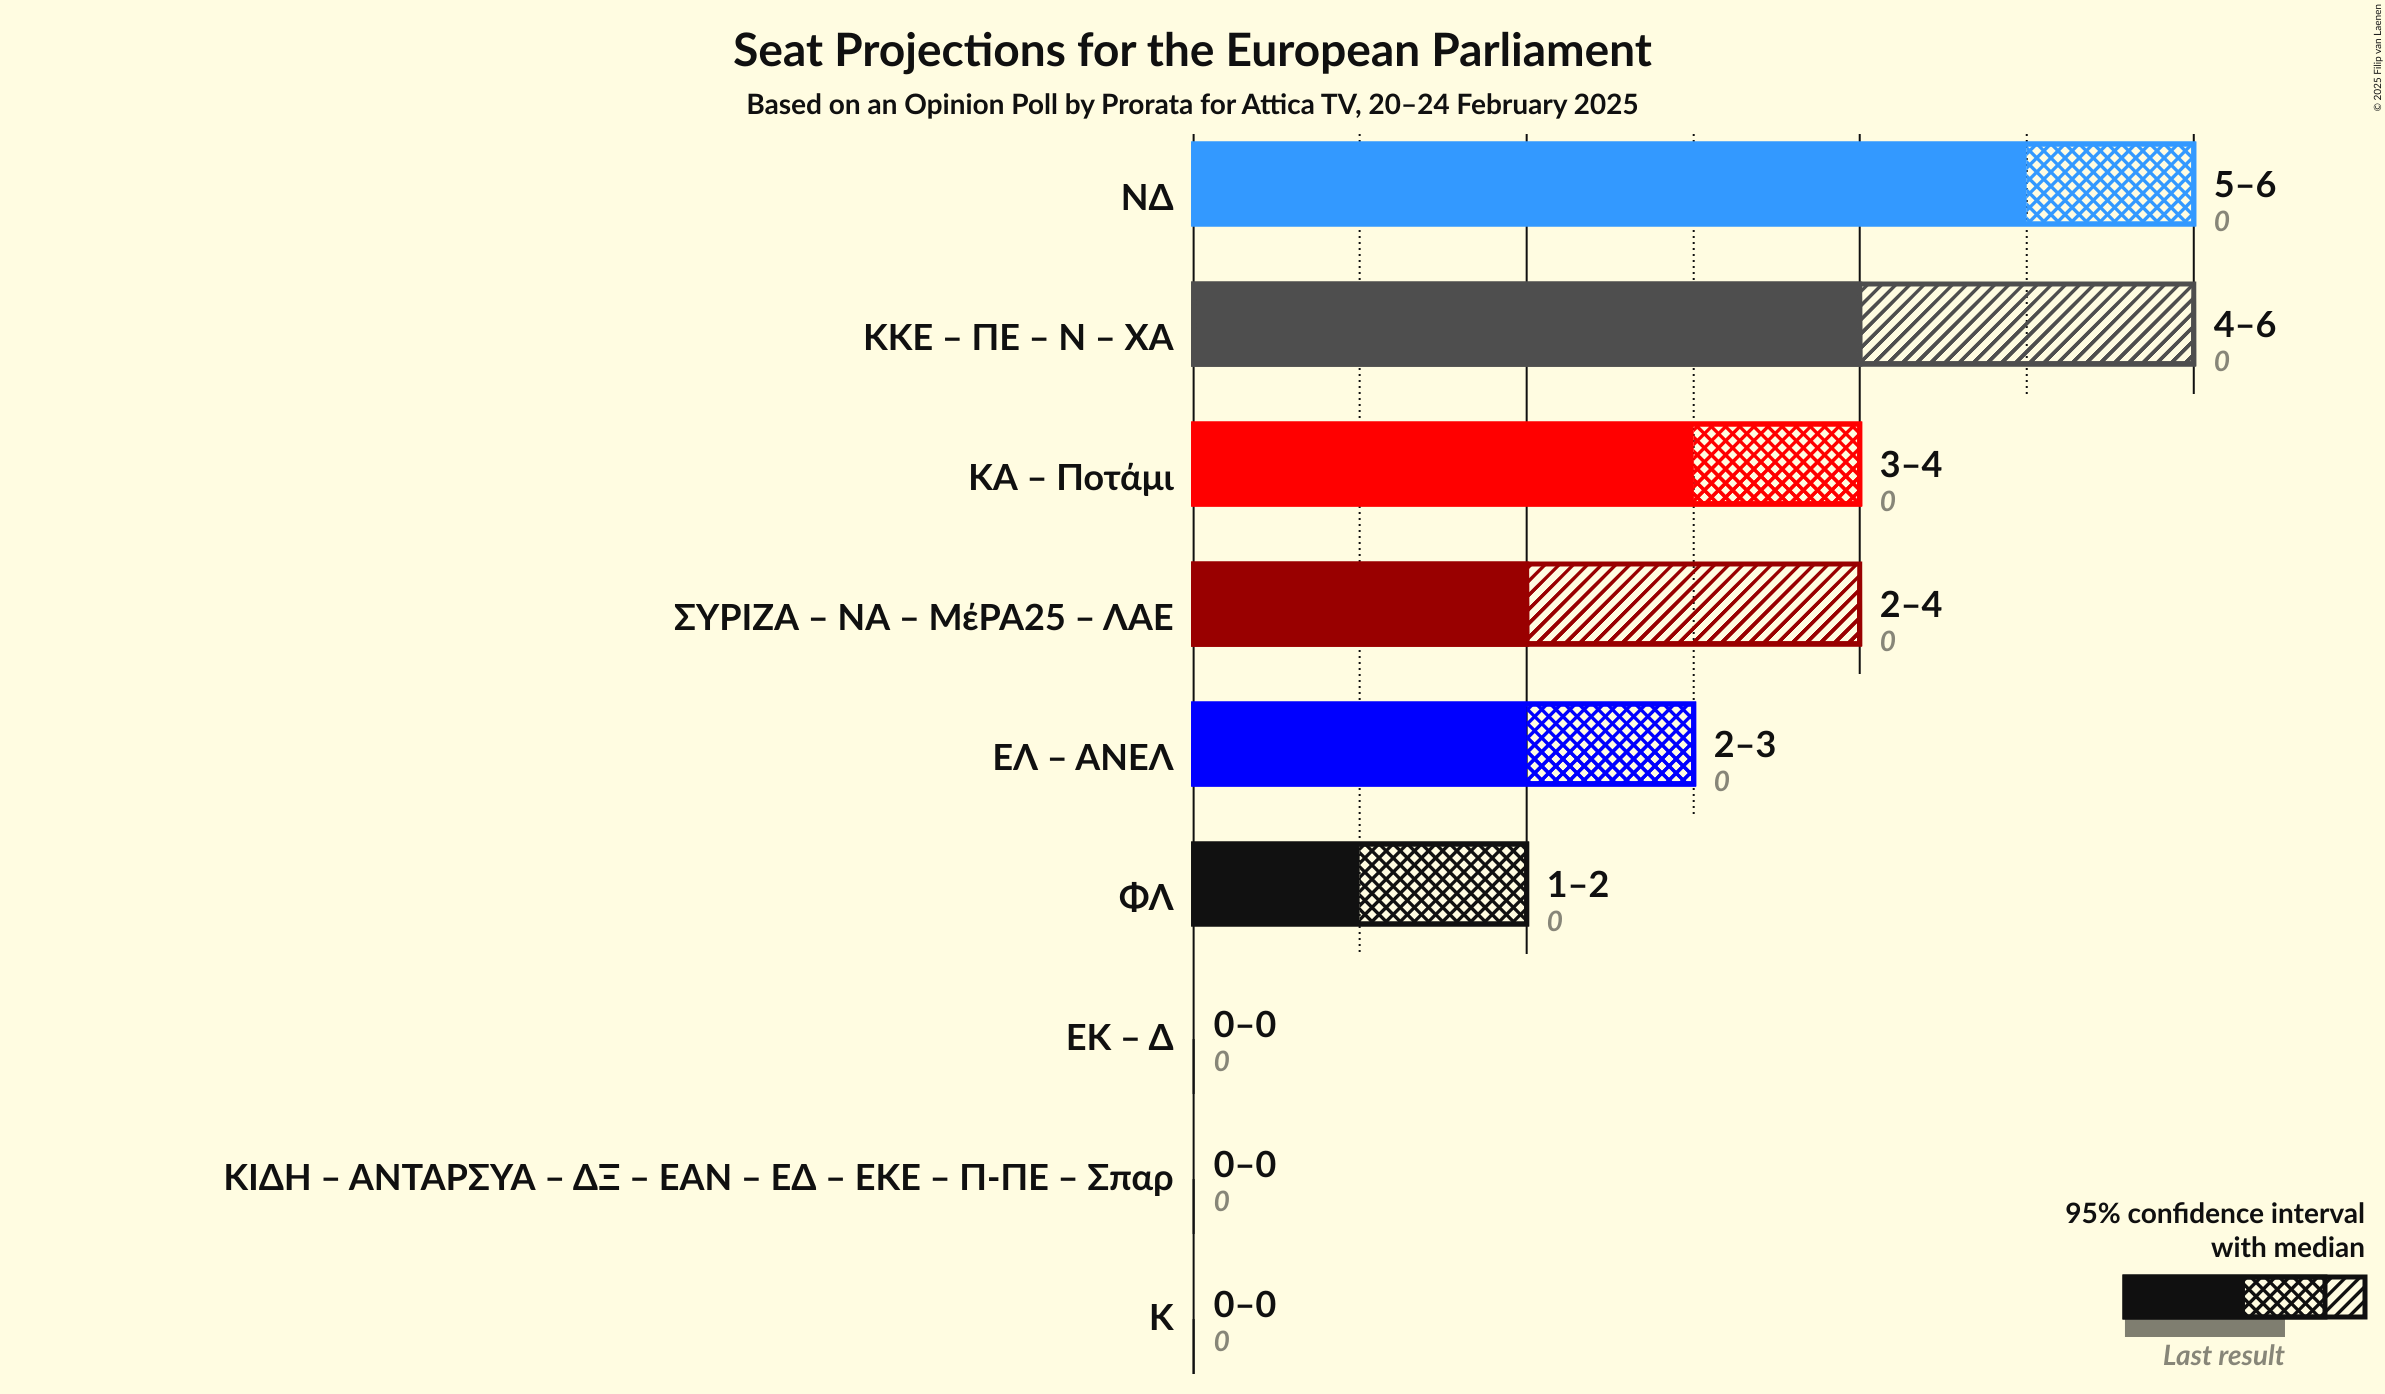 Seat Projections for the European Parliament
Based on an Opinion Poll by Prorata for Attica TV, 20–24 February 2025
© 2025 Filip van Laenen
ΝΔ
5–6
0
ΚΚΕ – ΠΕ – Ν – ΧΑ
4–6
0
ΚΑ – Ποτάμι
3–4
0
ΣΥΡΙΖΑ – ΝΑ – ΜέΡΑ25 – ΛΑΕ
2–4
0
ΕΛ – ΑΝΕΛ
2–3
0
ΦΛ
1–2
0
ΕΚ – Δ
0–0
0
ΚΙΔΗ – ΑΝΤΑΡΣΥΑ – ΔΞ – ΕΑΝ – ΕΔ – ΕΚΕ – Π-ΠΕ – Σπαρ
0–0
0
Κ
0–0
0
95% confidence interval
with median
Last result